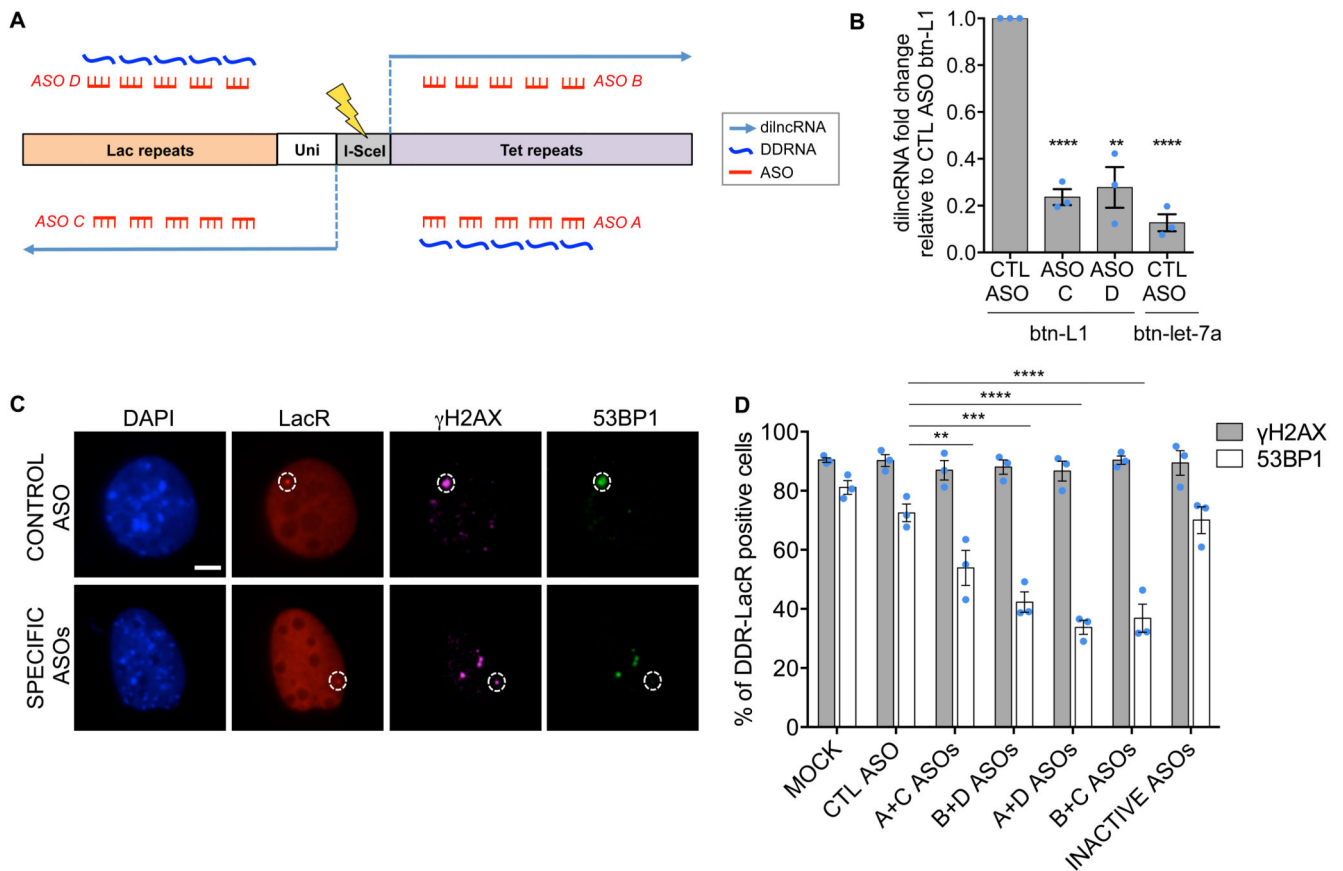 A
ASO D
ASO B
Lac repeats
Uni
I-SceI
Tet repeats
ASO C
ASO A
dilncRNA
DDRNA
ASO
B
dilncRNA fold change
relative to CTL ASO btn-L1
1.0
0.8
0.6
0.4
0.2
0.0
****
**
****
CTL
ASO
ASO
C
ASO
D
CTL
ASO
btn-L1
btn-let-7a
C
DAPI
LacR
γH2AX
53BP1
CONTROL
ASO
SPECIFIC
ASOs
D
****
****
***
**
γH2AX
53BP1
% of DDR-LacR positive cells
100
80
60
40
20
0
MOCK
CTL ASO
A+C ASOs
B+D ASOs
A+D ASOs
B+C ASOs
INACTIVE ASOs